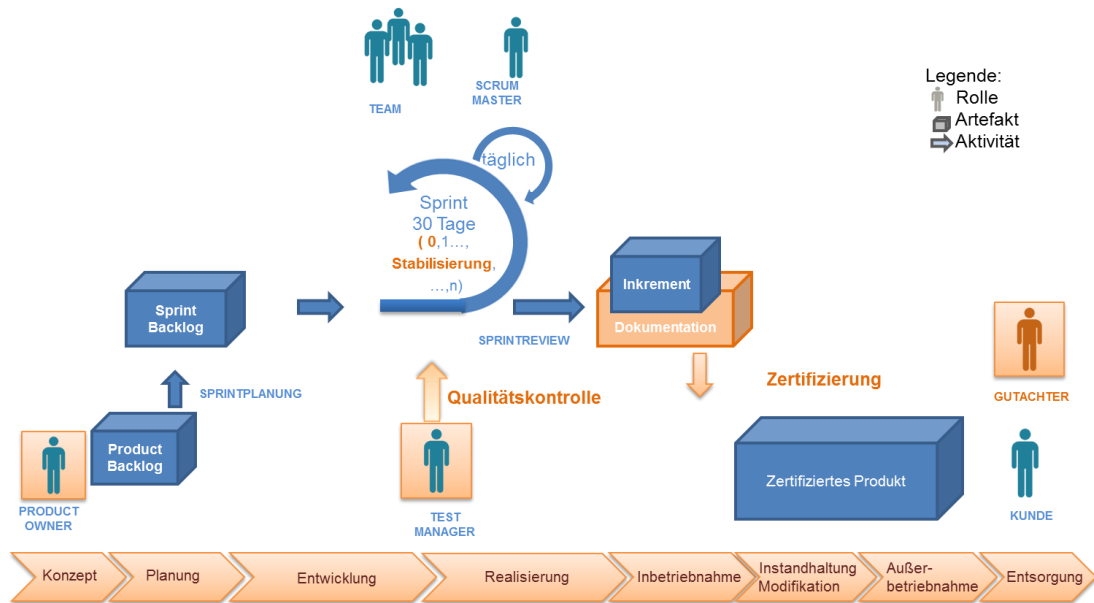 TEAM
SCRUM
MASTER
Legende:
Rolle
Artefakt
Aktivität
täglich
Sprint
30 Tage
( 0,1…,
Stabilisierung,
…,n)
Sprint
Backlog
SPRINTREVIEW
Inkrement
Dokumentation
SPRINTPLANUNG
Qualitätskontrolle
Zertifizierung
GUTACHTER
Product
Backlog
PRODUCT
OWNER
TEST
MANAGER
Zertifiziertes Produkt
KUNDE
Konzept
Planung
Entwicklung
Realisierung
Inbetriebnahme
Instandhaltung
Modifikation
Außer-
betriebnahme
Entsorgung